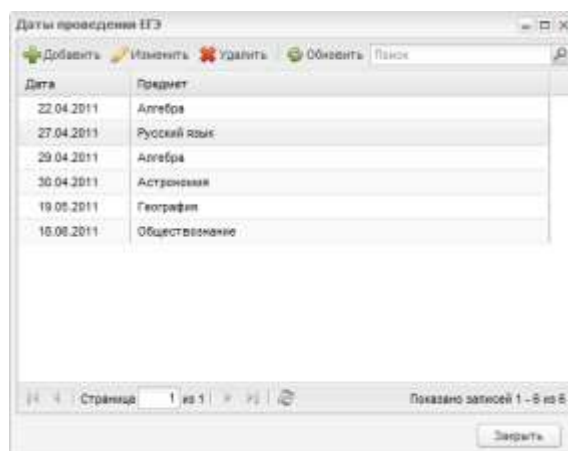 Даты проведения ЕГЭ
Добавить Изменить Удалить Обновить Поиск
Дата Предмет
22.04.2011 Алгебра
27.04.2011 Русский язык
29.04.2011 Алгебра
30.04.2011 Астрономия
19.05.2011 География
16.06.2011 Обществознание
Страница 1 из 1 Показано записей 1 - 6 из 6
Закрыть